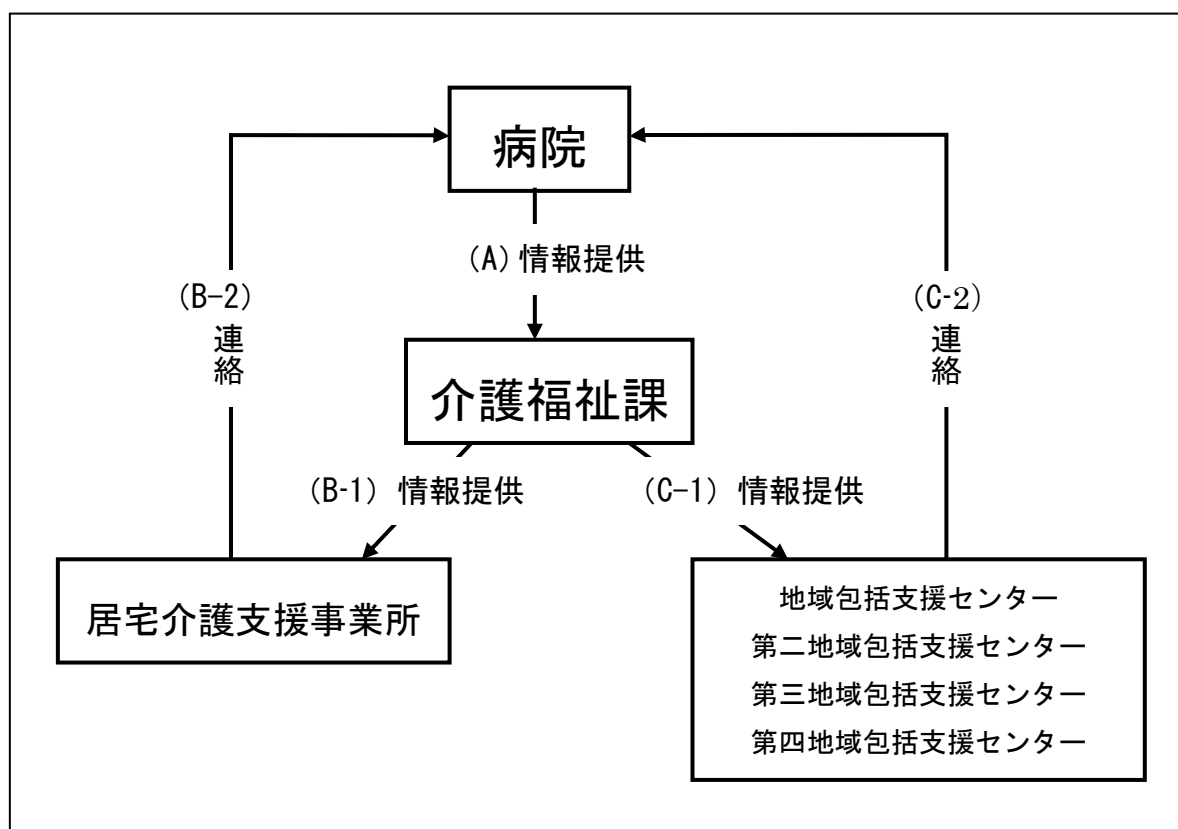 病院
(A)情報提供
(B-2)
連絡
(C-2)
連絡
介護福祉課
(B-1) 情報提供
(C-1) 情報提供
居宅介護支援事業所
地域包括支援センター
第二地域包括支援センター
第三地域包括支援センター
第四地域包括支援センター